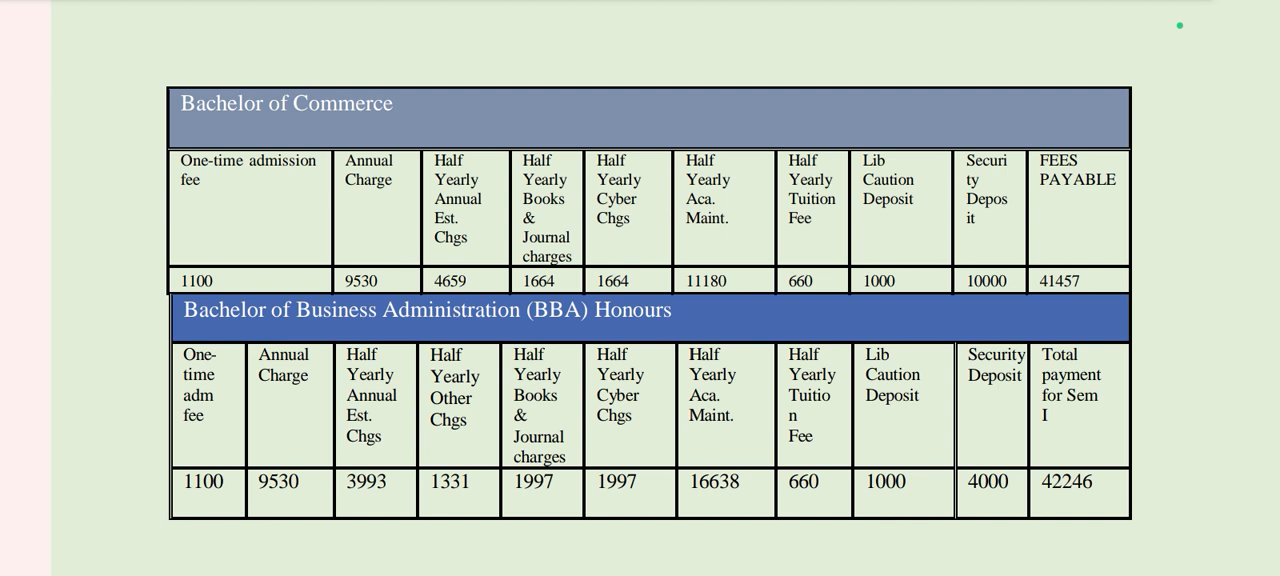 Bachelor of Commerce
One-time admission fee | Annual Charge | Half Yearly Annual Est. Chgs | Half Yearly Books & Journal charges | Half Yearly Cyber Chgs | Half Yearly Aca. Maint. | Half Yearly Tuition Fee | Lib Caution Deposit | Securi ty Depos it | FEES PAYABLE
1100 | 9530 | 4659 | 1664 | 1664 | 11180 | 660 | 1000 | 10000 | 41457
Bachelor of Business Administration (BBA) Honours
One- time adm fee | Annual Charge | Half Yearly Annual Est. Chgs | Half Yearly Other Chgs | Half Yearly Books & Journal charges | Half Yearly Cyber Chgs | Half Yearly Aca. Maint. | Half Yearly Tuitio n Fee | Lib Caution Deposit | Security Deposit | Total payment for Sem I
1100 | 9530 | 3993 | 1331 | 1997 | 1997 | 16638 | 660 | 1000 | 4000 | 42246